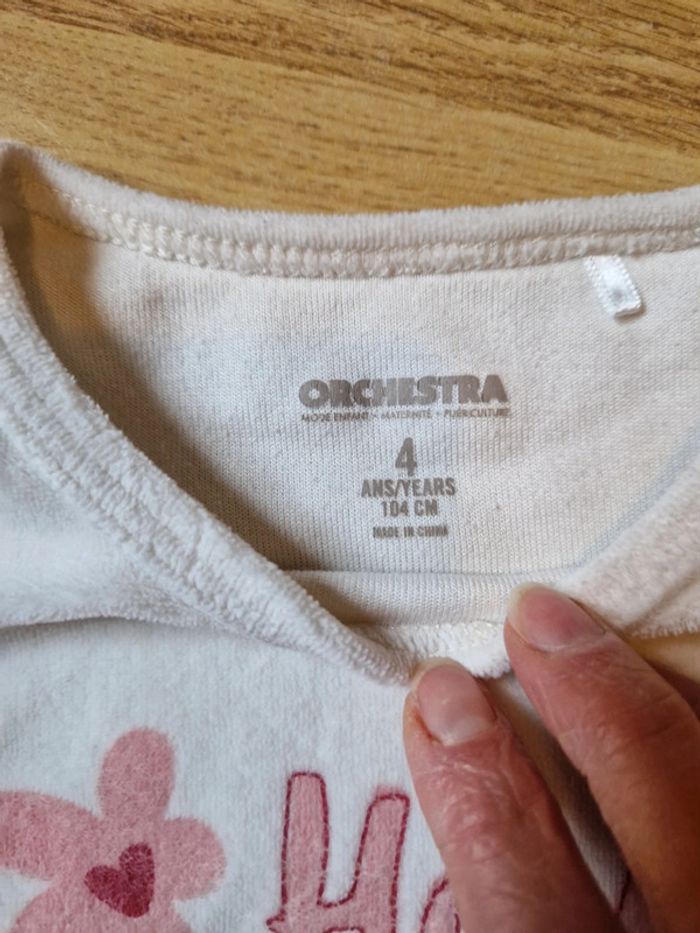 ORCHESTRA
MODE ENFANT • MATERNITÉ • PUÉRICULTURE
4
ANS/YEARS
104 CM
MADE IN CHINA